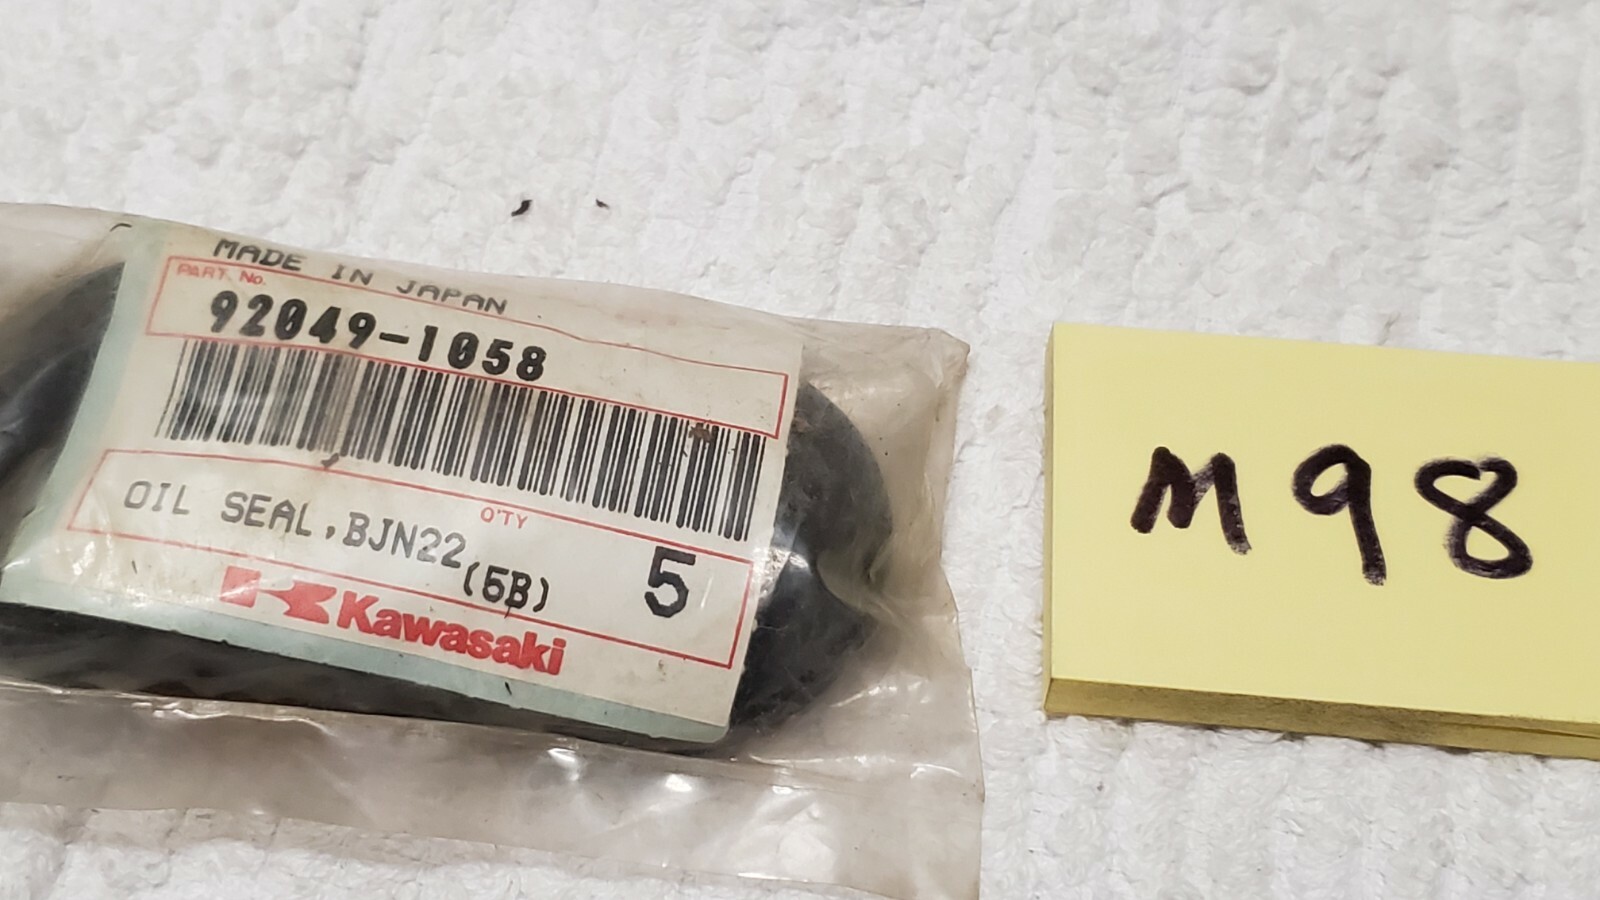 MADE IN JAPAN
PART No.
92049-1058
Q'TY
OIL SEAL,BJN22
(5B)
5
Kawasaki
M98